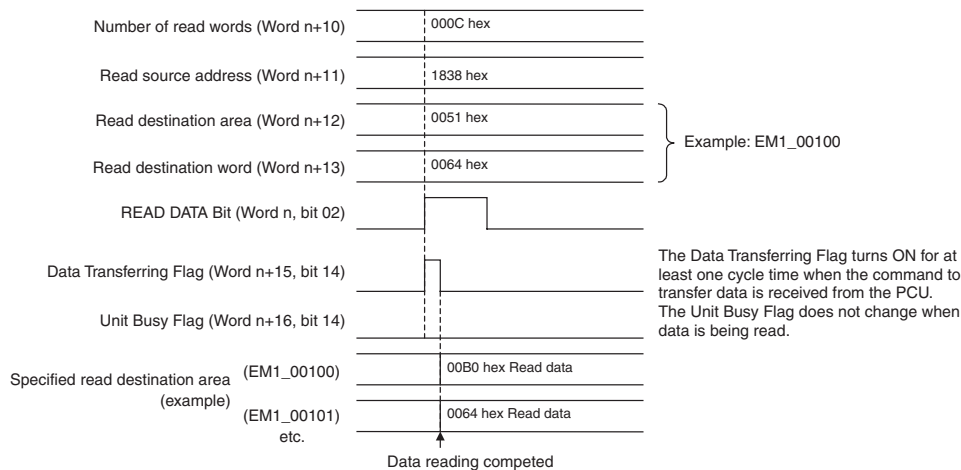 Number of read words (Word n+10)
000C hex
Read source address (Word n+11)
1838 hex
Read destination area (Word n+12)
0051 hex
Example: EM1_00100
Read destination word (Word n+13)
0064 hex
READ DATA Bit (Word n, bit 02)
Data Transferring Flag (Word n+15, bit 14)
The Data Transferring Flag turns ON for at
least one cycle time when the command to
transfer data is received from the PCU.
The Unit Busy Flag does not change when
data is being read.
Unit Busy Flag (Word n+16, bit 14)
Specified read destination area
(example)
(EM1_00100)
00B0 hex Read data
(EM1_00101)
0064 hex Read data
etc.
Data reading competed